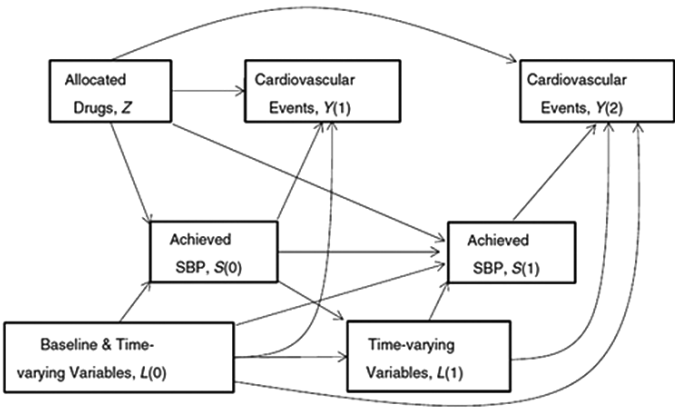 Allocated
Drugs, Z
Cardiovascular
Events, Y(1)
Cardiovascular
Events, Y(2)
Achieved
SBP, S(0)
Achieved
SBP, S(1)
Baseline & Time-
varying Variables, L(0)
Time-varying
Variables, L(1)